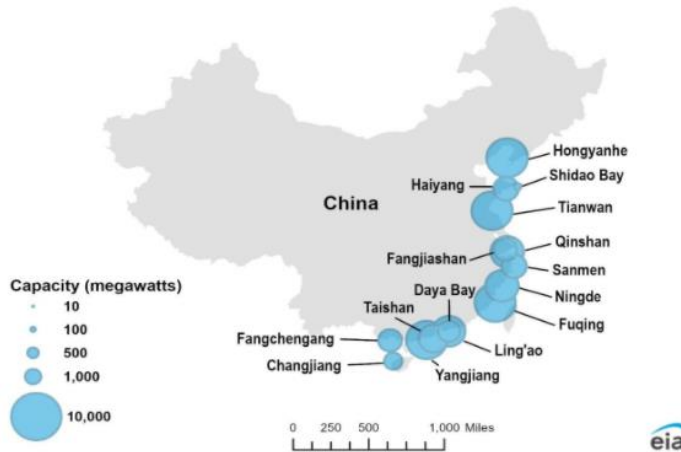 Hongyanhe
Shidao Bay
Haiyang
Tianwan
China
Qinshan
Fangjiashan
Sanmen
Capacity (megawatts)
Daya Bay
Ningde
10
Taishan
100
Fuqing
Fangchengang
500
Ling'ao
Changjiang
1,000
Yangjiang
10,000
0 250 500 1,000 Miles
eia